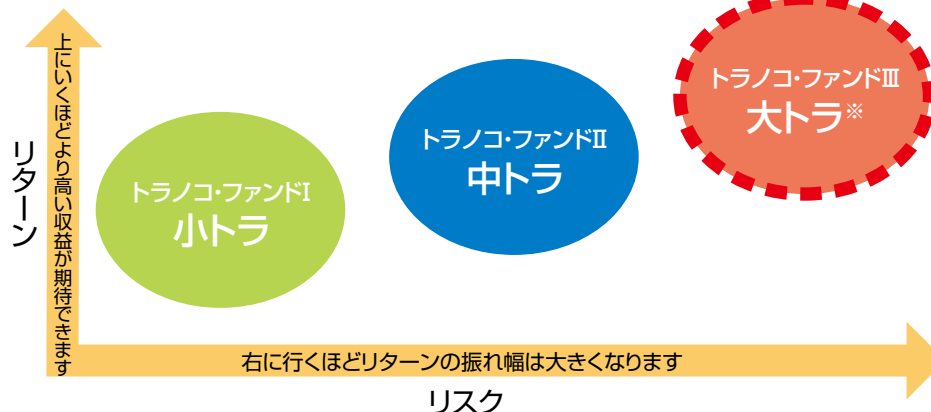 リターン
上にいくほどより高い収益が期待できます
トラノコ・ファンドⅠ
小トラ
トラノコ・ファンドⅡ
中トラ
トラノコ・ファンドⅢ
大トラ※
右に行くほどリターンの振れ幅は大きくなります
リスク